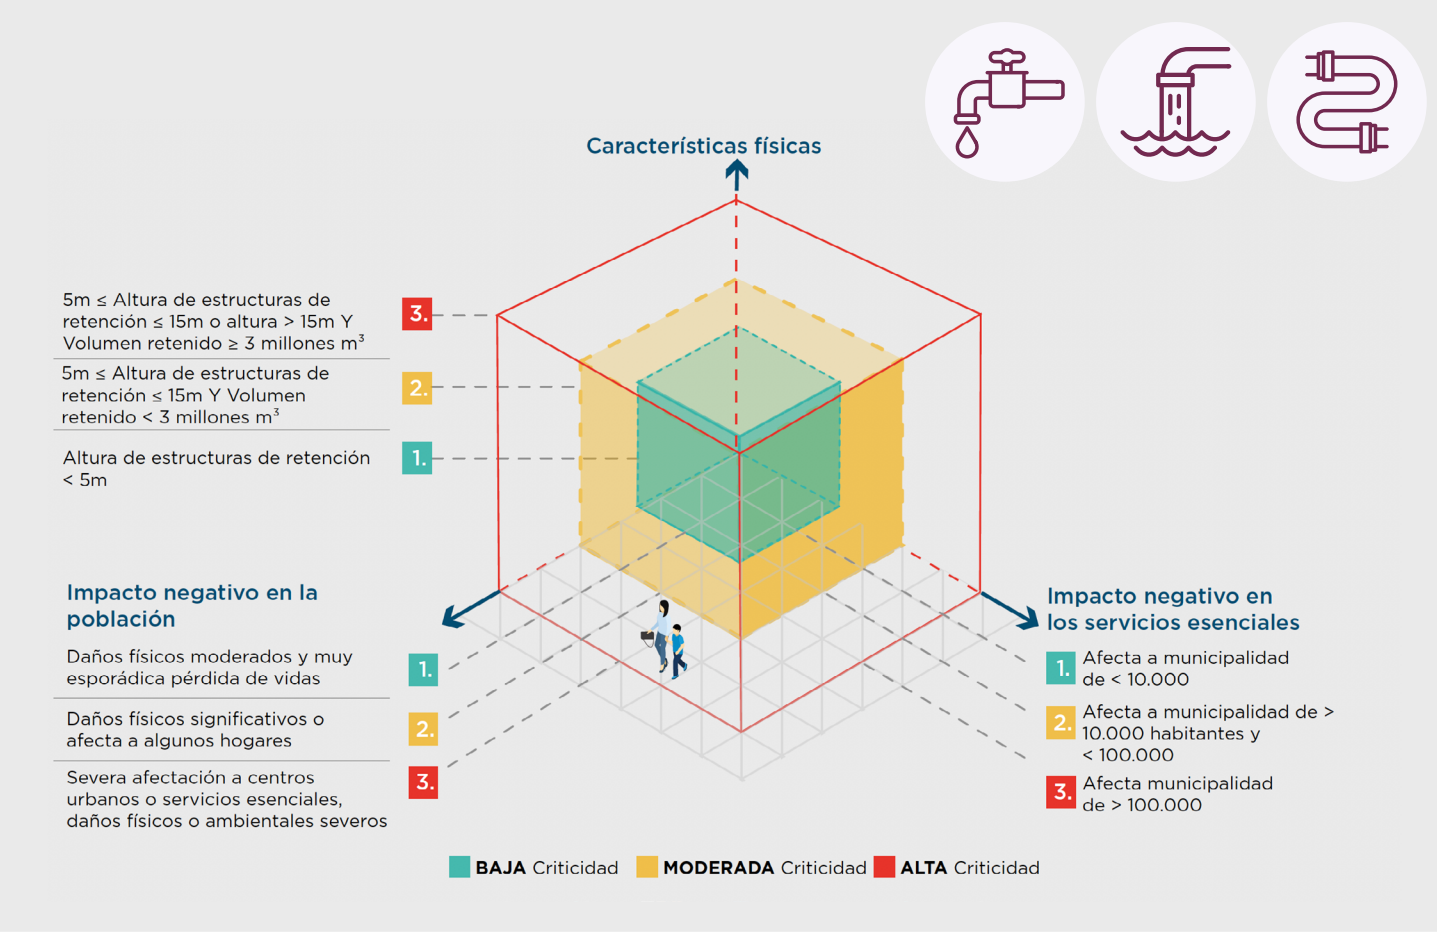 Características físicas
5m ≤ Altura de estructuras de
retención ≤ 15m o altura > 15m Y
Volumen retenido ≥ 3 millones m³
3.
5m ≤ Altura de estructuras de
retención ≤ 15m Y Volumen
retenido < 3 millones m³
2.
Altura de estructuras de retención
< 5m
1.
Impacto negativo en la
población
Daños físicos moderados y muy
esporádica pérdida de vidas
1.
Daños físicos significativos o
afecta a algunos hogares
2.
Severa afectación a centros
urbanos o servicios esenciales,
daños físicos o ambientales severos
3.
Impacto negativo en
los servicios esenciales
1.
Afecta a municipalidad
de < 10.000
2.
Afecta a municipalidad de >
10.000 habitantes y
< 100.000
3.
Afecta municipalidad
de > 100.000
BAJA Criticidad
MODERADA Criticidad
ALTA Criticidad